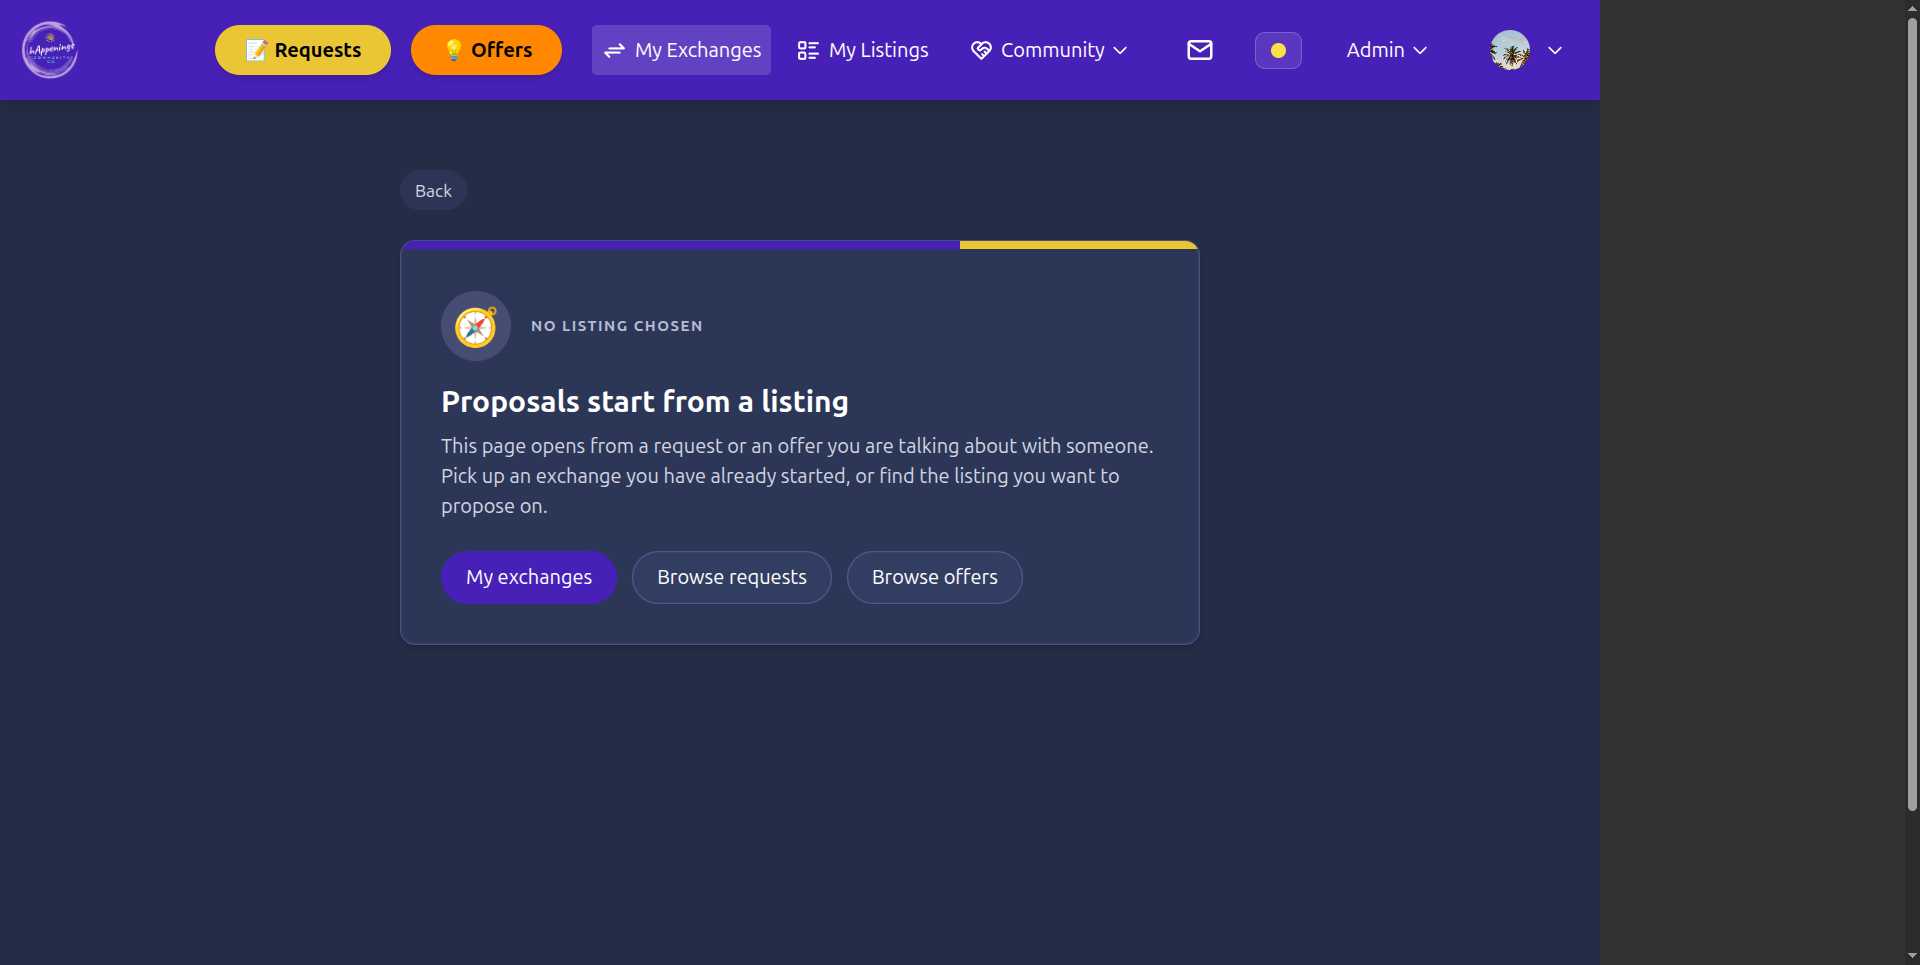 hAppenings
COMMUNITY
Requests
Offers
My Exchanges
My Listings
Community
Admin
Back
NO LISTING CHOSEN
Proposals start from a listing
This page opens from a request or an offer you are talking about with someone.
Pick up an exchange you have already started, or find the listing you want to
propose on.
My exchanges
Browse requests
Browse offers